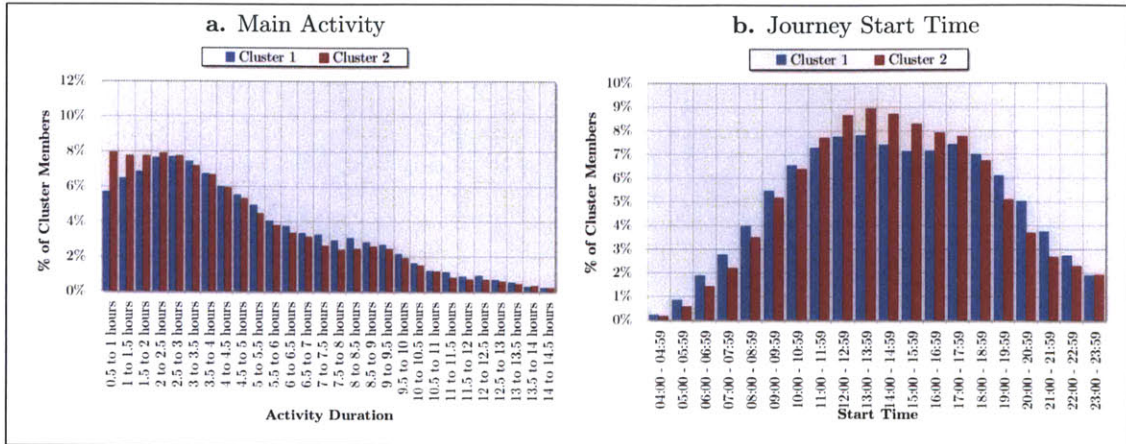 a. Main Activity
Cluster 1 Cluster 2
12%
10%
8%
6%
4%
2%
0%
% of Cluster Members
0.5 to 1 hours
1 to 1.5 hours
1.5 to 2 hours
2 to 2.5 hours
2.5 to 3 hours
3 to 3.5 hours
3.5 to 4 hours
4 to 4.5 hours
4.5 to 5 hours
5 to 5.5 hours
5.5 to 6 hours
6 to 6.5 hours
6.5 to 7 hours
7 to 7.5 hours
7.5 to 8 hours
8 to 8.5 hours
8.5 to 9 hours
9 to 9.5 hours
9.5 to 10 hours
10 to 10.5 hours
10.5 to 11 hours
11 to 11.5 hours
11.5 to 12 hours
12 to 12.5 hours
12.5 to 13 hours
13 to 13.5 hours
13.5 to 14 hours
14 to 14.5 hours
Activity Duration
b. Journey Start Time
Cluster 1 Cluster 2
10%
9%
8%
7%
6%
5%
4%
3%
2%
1%
0%
% of Cluster Members
04:00 - 04:59
05:00 - 05:59
06:00 - 06:59
07:00 - 07:59
08:00 - 08:59
09:00 - 09:59
10:00 - 10:59
11:00 - 11:59
12:00 - 12:59
13:00 - 13:59
14:00 - 14:59
15:00 - 15:59
16:00 - 16:59
17:00 - 17:59
18:00 - 18:59
19:00 - 19:59
20:00 - 20:59
21:00 - 21:59
22:00 - 22:59
23:00 - 23:59
Start Time